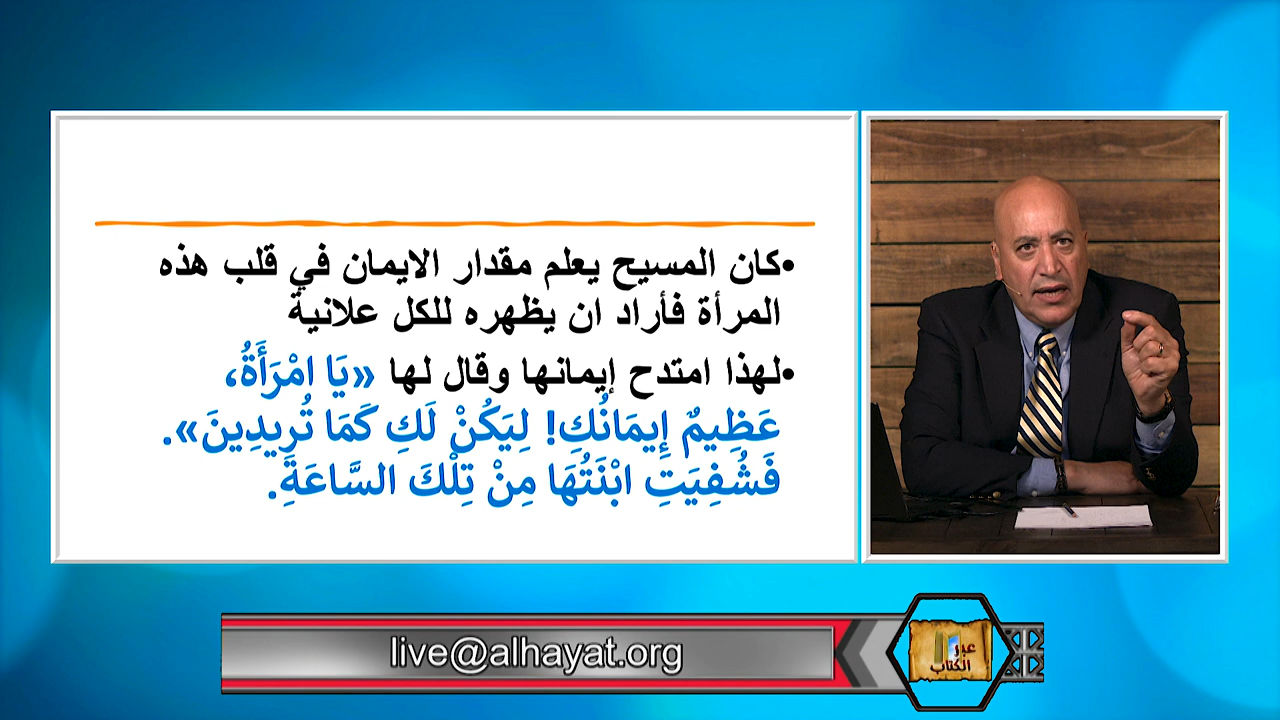 •كان المسيح يعلم مقدار الايمان في قلب هذه
المرأة فأراد ان يظهره للكل علانية
•لهذا امتدح إيمانها وقال لها «يَا امْرَأَةُ،
عَظِيمٌ إِيمَانُكِ! لِيَكُنْ لَكِ كَمَا تُرِيدِينَ».
فَشُفِيَتِ ابْنَتُهَا مِنْ تِلْكَ السَّاعَةِ.
live@alhayat.org
عبر
الكتاب